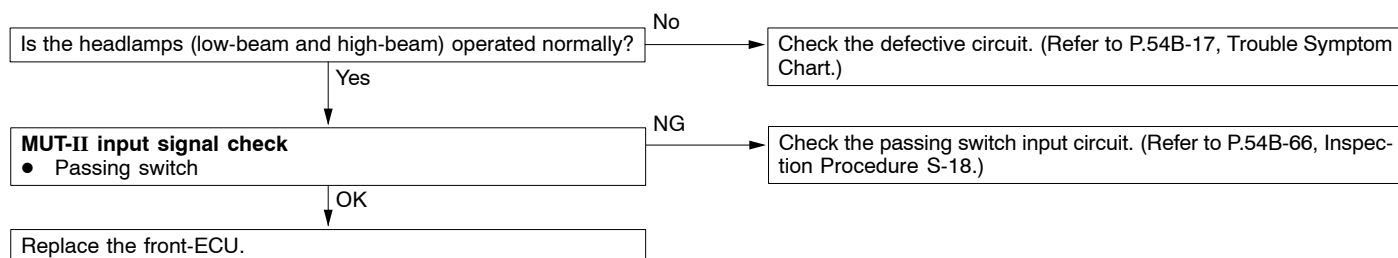 No
Is the headlamps (low-beam and high-beam) operated normally?
Check the defective circuit. (Refer to P.54B-17, Trouble Symptom
Chart.)
Yes
MUT-II input signal check
● Passing switch
NG
Check the passing switch input circuit. (Refer to P.54B-66, Inspec-
tion Procedure S-18.)
OK
Replace the front-ECU.